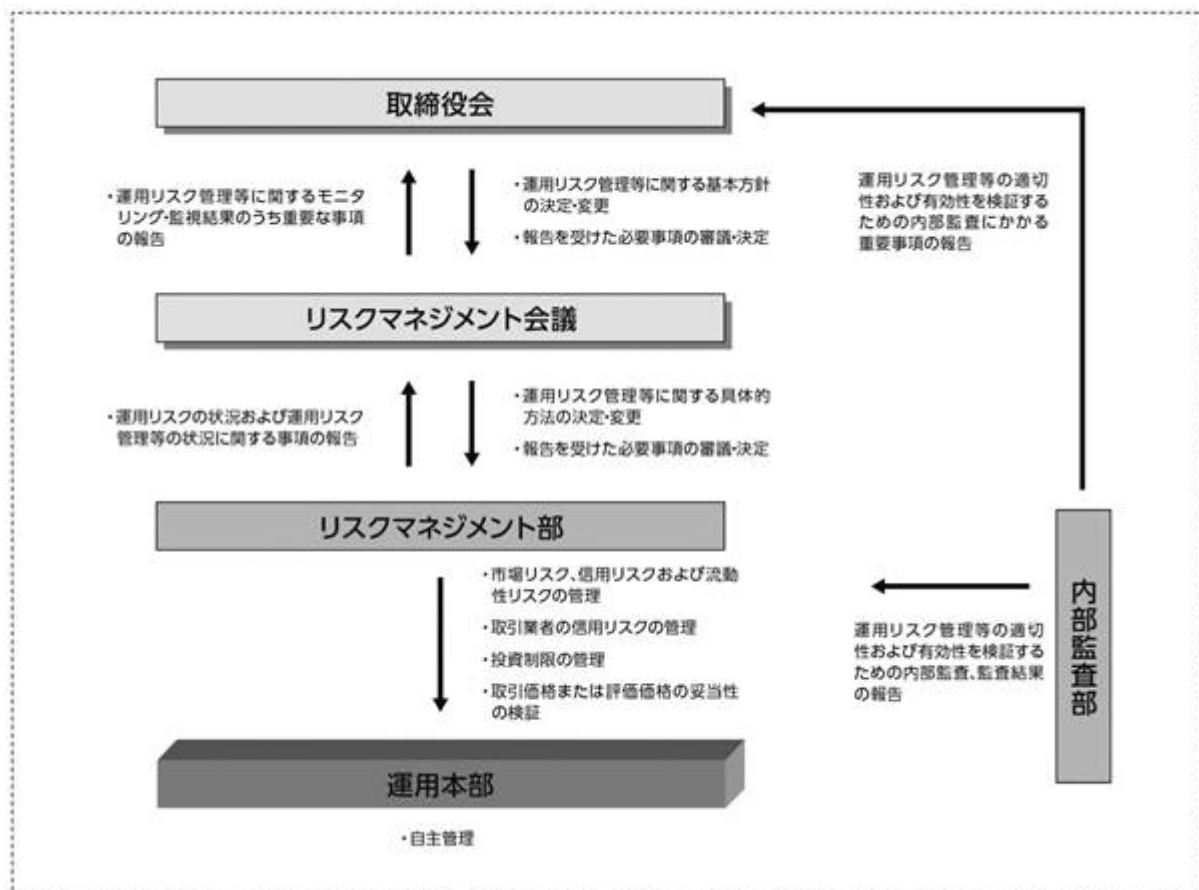 取締役会
・運用リスク管理等に関するモニタ
リング・監視結果のうち重要な事項
の報告
・運用リスク管理等に関する基本方針
の決定・変更
・報告を受けた必要事項の審議・決定
運用リスク管理等の適切
性および有効性を検証する
ための内部監査にかかる
重要事項の報告
リスクマネジメント会議
・運用リスクの状況および運用リスク
管理等の状況に関する事項の報告
・運用リスク管理等に関する具体的
方法の決定・変更
・報告を受けた必要事項の審議・決定
リスクマネジメント部
・市場リスク、信用リスクおよび流動
性リスクの管理
・取引業者の信用リスクの管理
・投資制限の管理
・取引価格または評価価格の妥当性
の検証
運用リスク管理等の適切
性および有効性を検証する
ための内部監査、監査結果
の報告
内部監査部
運用本部
・自主管理